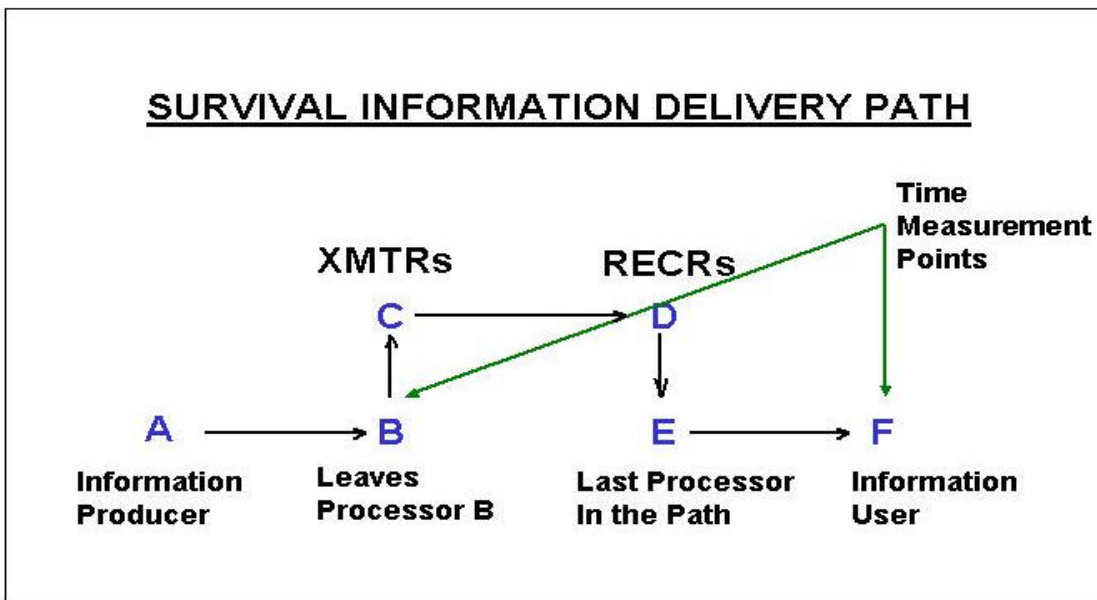 SURVIVAL INFORMATION DELIVERY PATH
Time
Measurement
Points
XMTRs
RECRs
C
D
A
B
E
F
Information
Producer
Leaves
Processor B
Last Processor
In the Path
Information
User